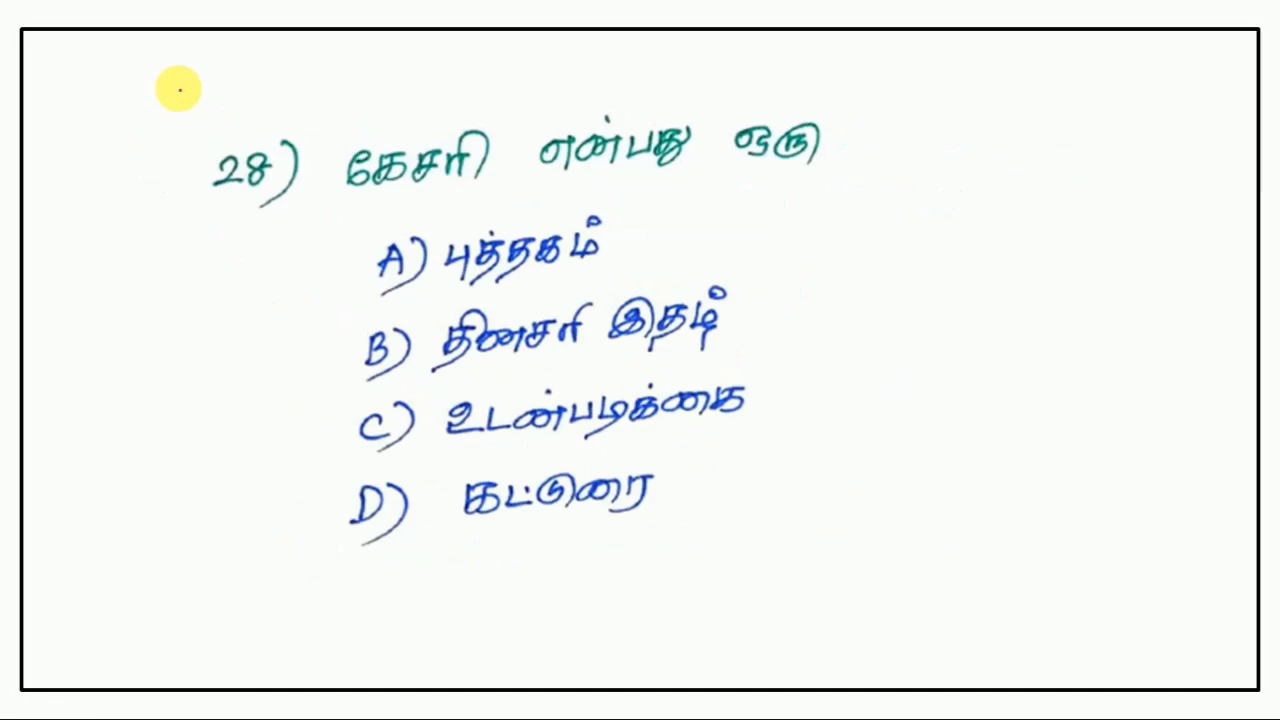 28) கேசரி என்பது ஒரு
A) புத்தகம்
B) தினசரி இதழ்
C) உடன்படிக்கை
D) கட்டுரை